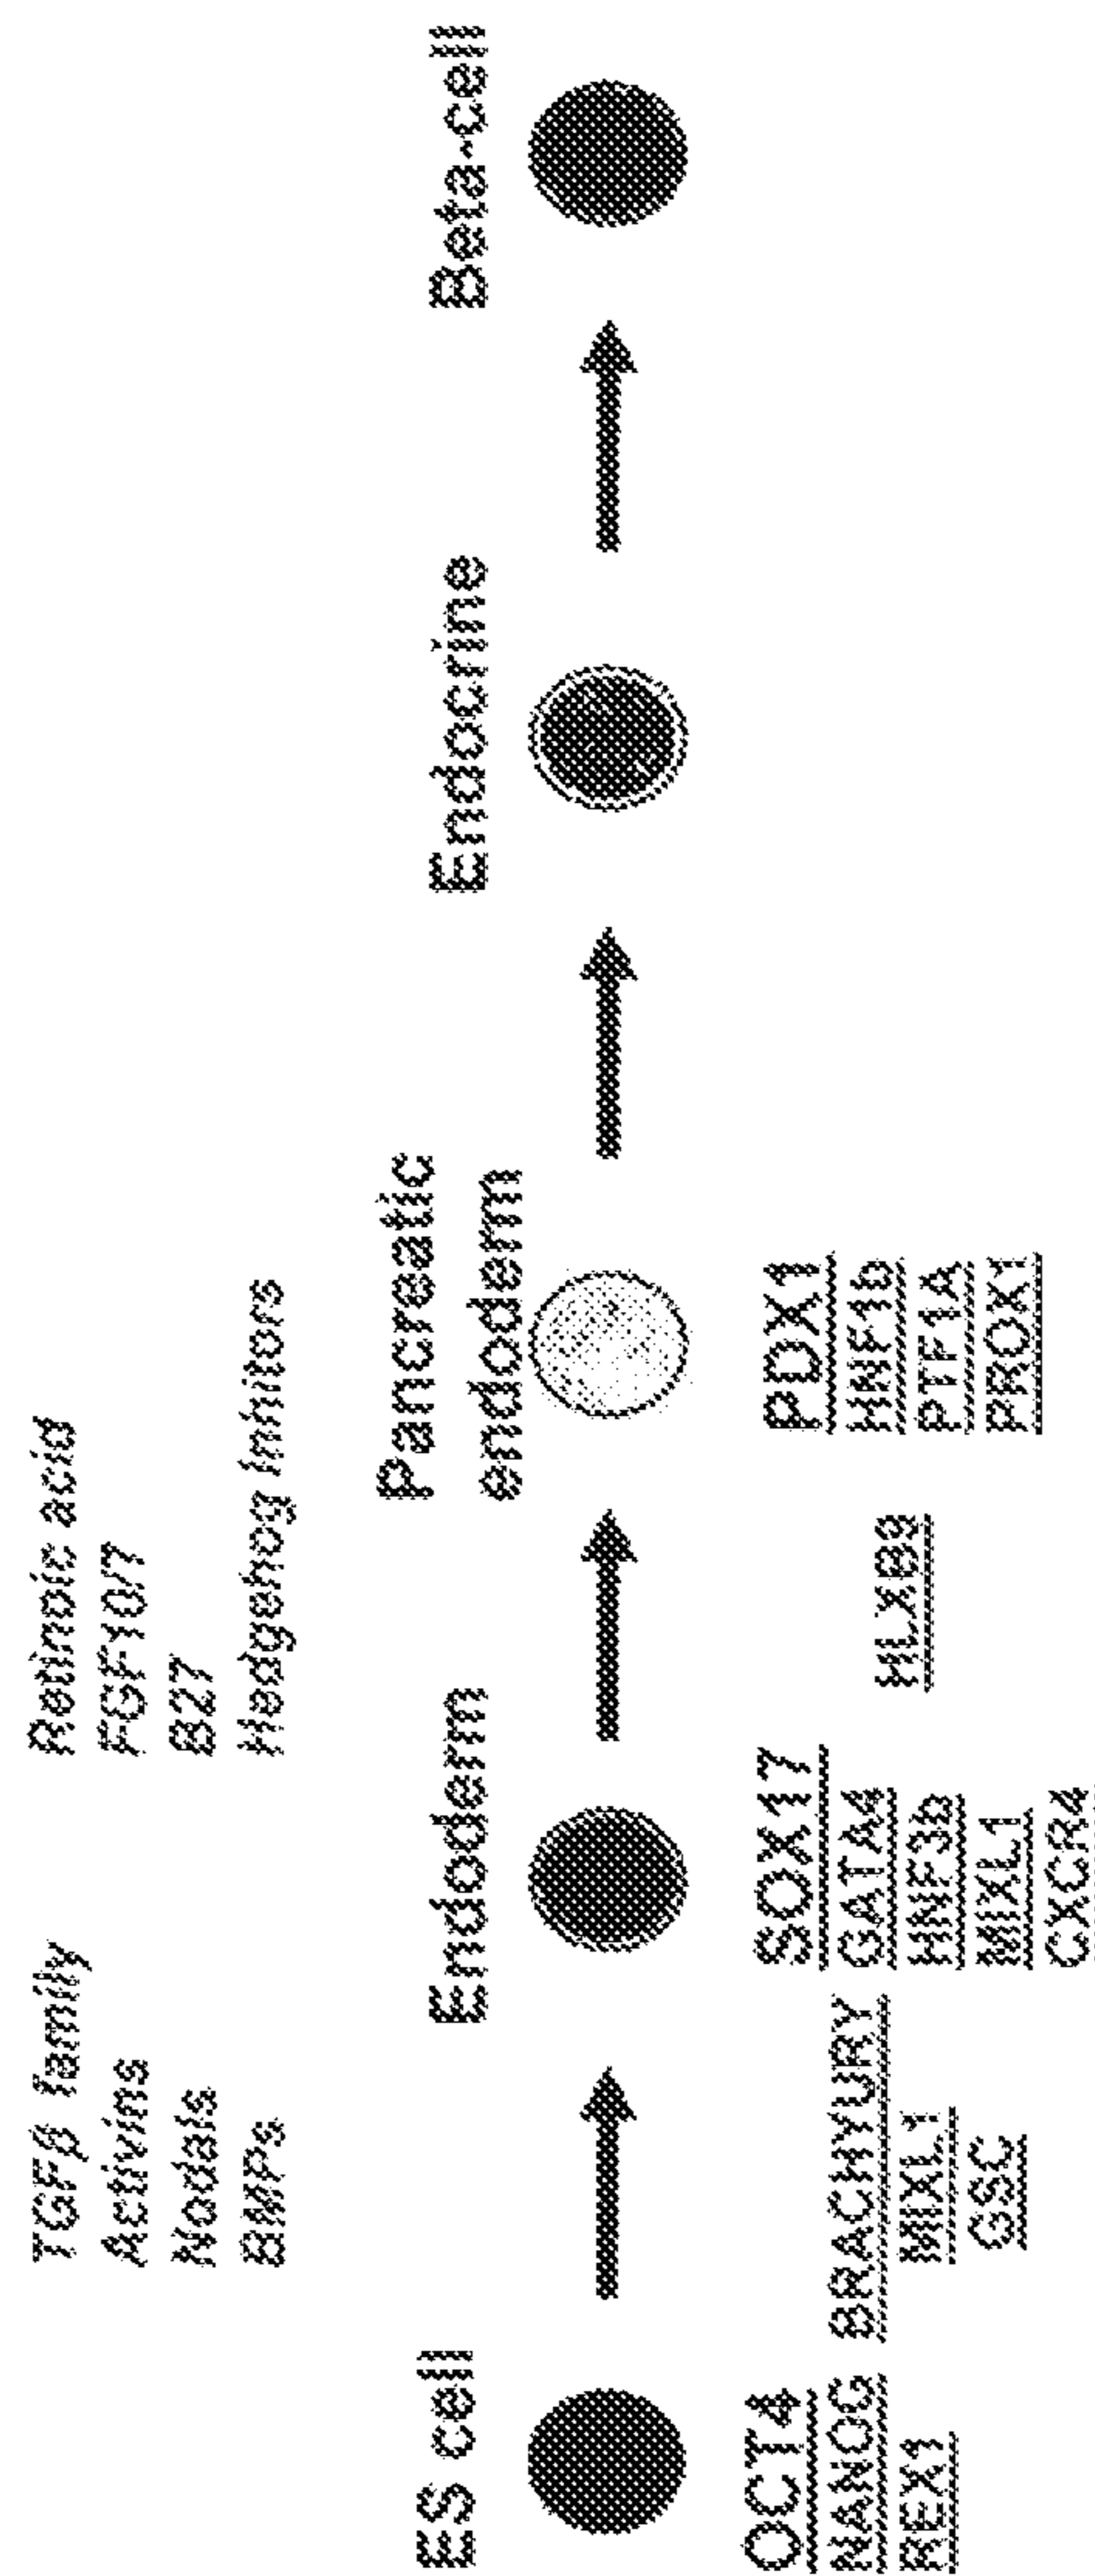 TGFβ family
Activins
Nodals
BMPs
Retinoic acid
FGF10/7
B27
Hedgehog inhitors
ES cell
Endoderm
Pancreatic
endoderm
Endocrine
Beta-cell
OCT4
NANOG
REX1
BRACHYURY
MIXL1
GSC
SOX17
GATA4
HNF3b
MIXL1
CXCR4
HLXB9
PDX1
HNF1b
PTF1A
PROX1